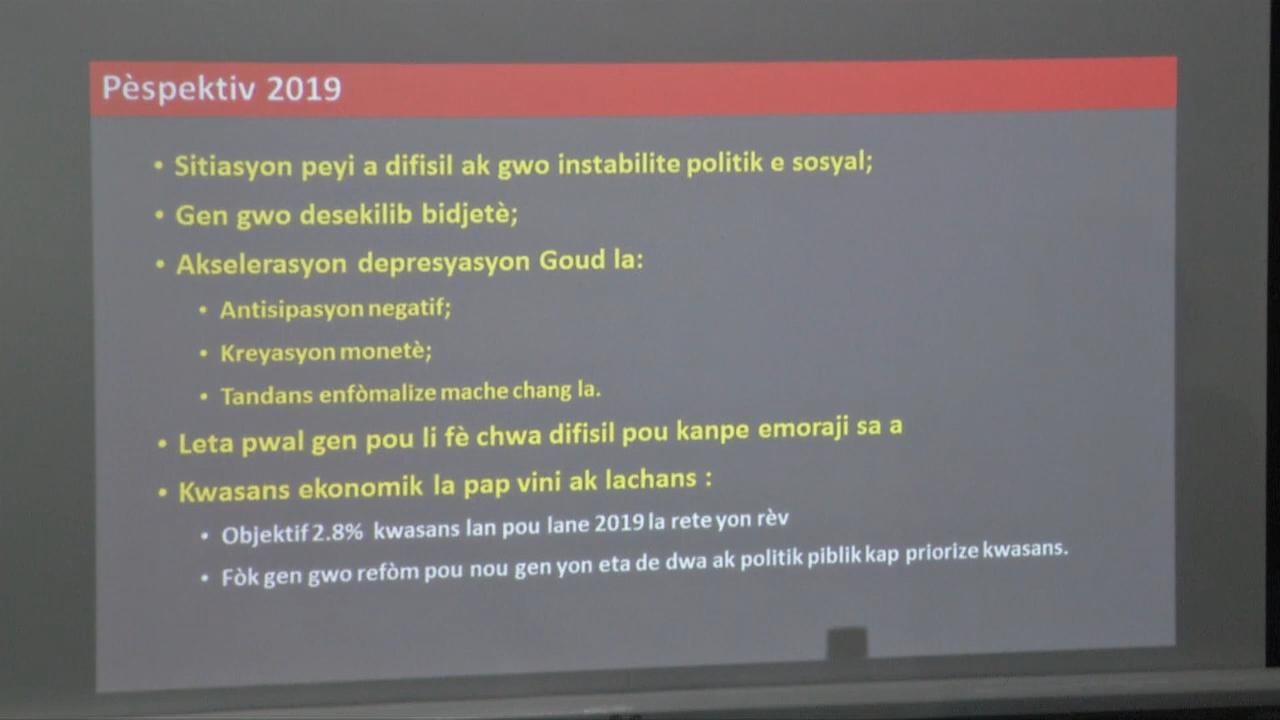 Pèspektiv 2019
• Sitiasyon peyi a difisil ak gwo instabilite politik e sosyal;
• Gen gwo desekilib bidjetè;
• Akselerasyon depresyasyon Goud la:
• Antisipasyon negatif;
• Kreyasyon monetè;
• Tandans enfòmalize mache chang la.
• Leta pwal gen pou li fè chwa difisil pou kanpe emoraji sa a
• Kwasans ekonomik la pap vini ak lachans :
• Objektif 2.8% kwasans lan pou lane 2019 la rete yon rèv
• Fòk gen gwo refòm pou nou gen yon eta de dwa ak politik piblik kap priorize kwasans.